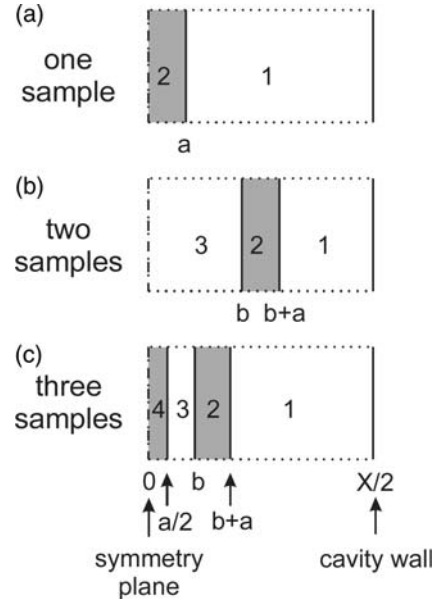 (a)
one
sample
2
1
a
(b)
two
samples
3
2
1
b
b+a
(c)
three
samples
4
3
2
1
0
b
X/2
a/2
b+a
symmetry
plane
cavity wall